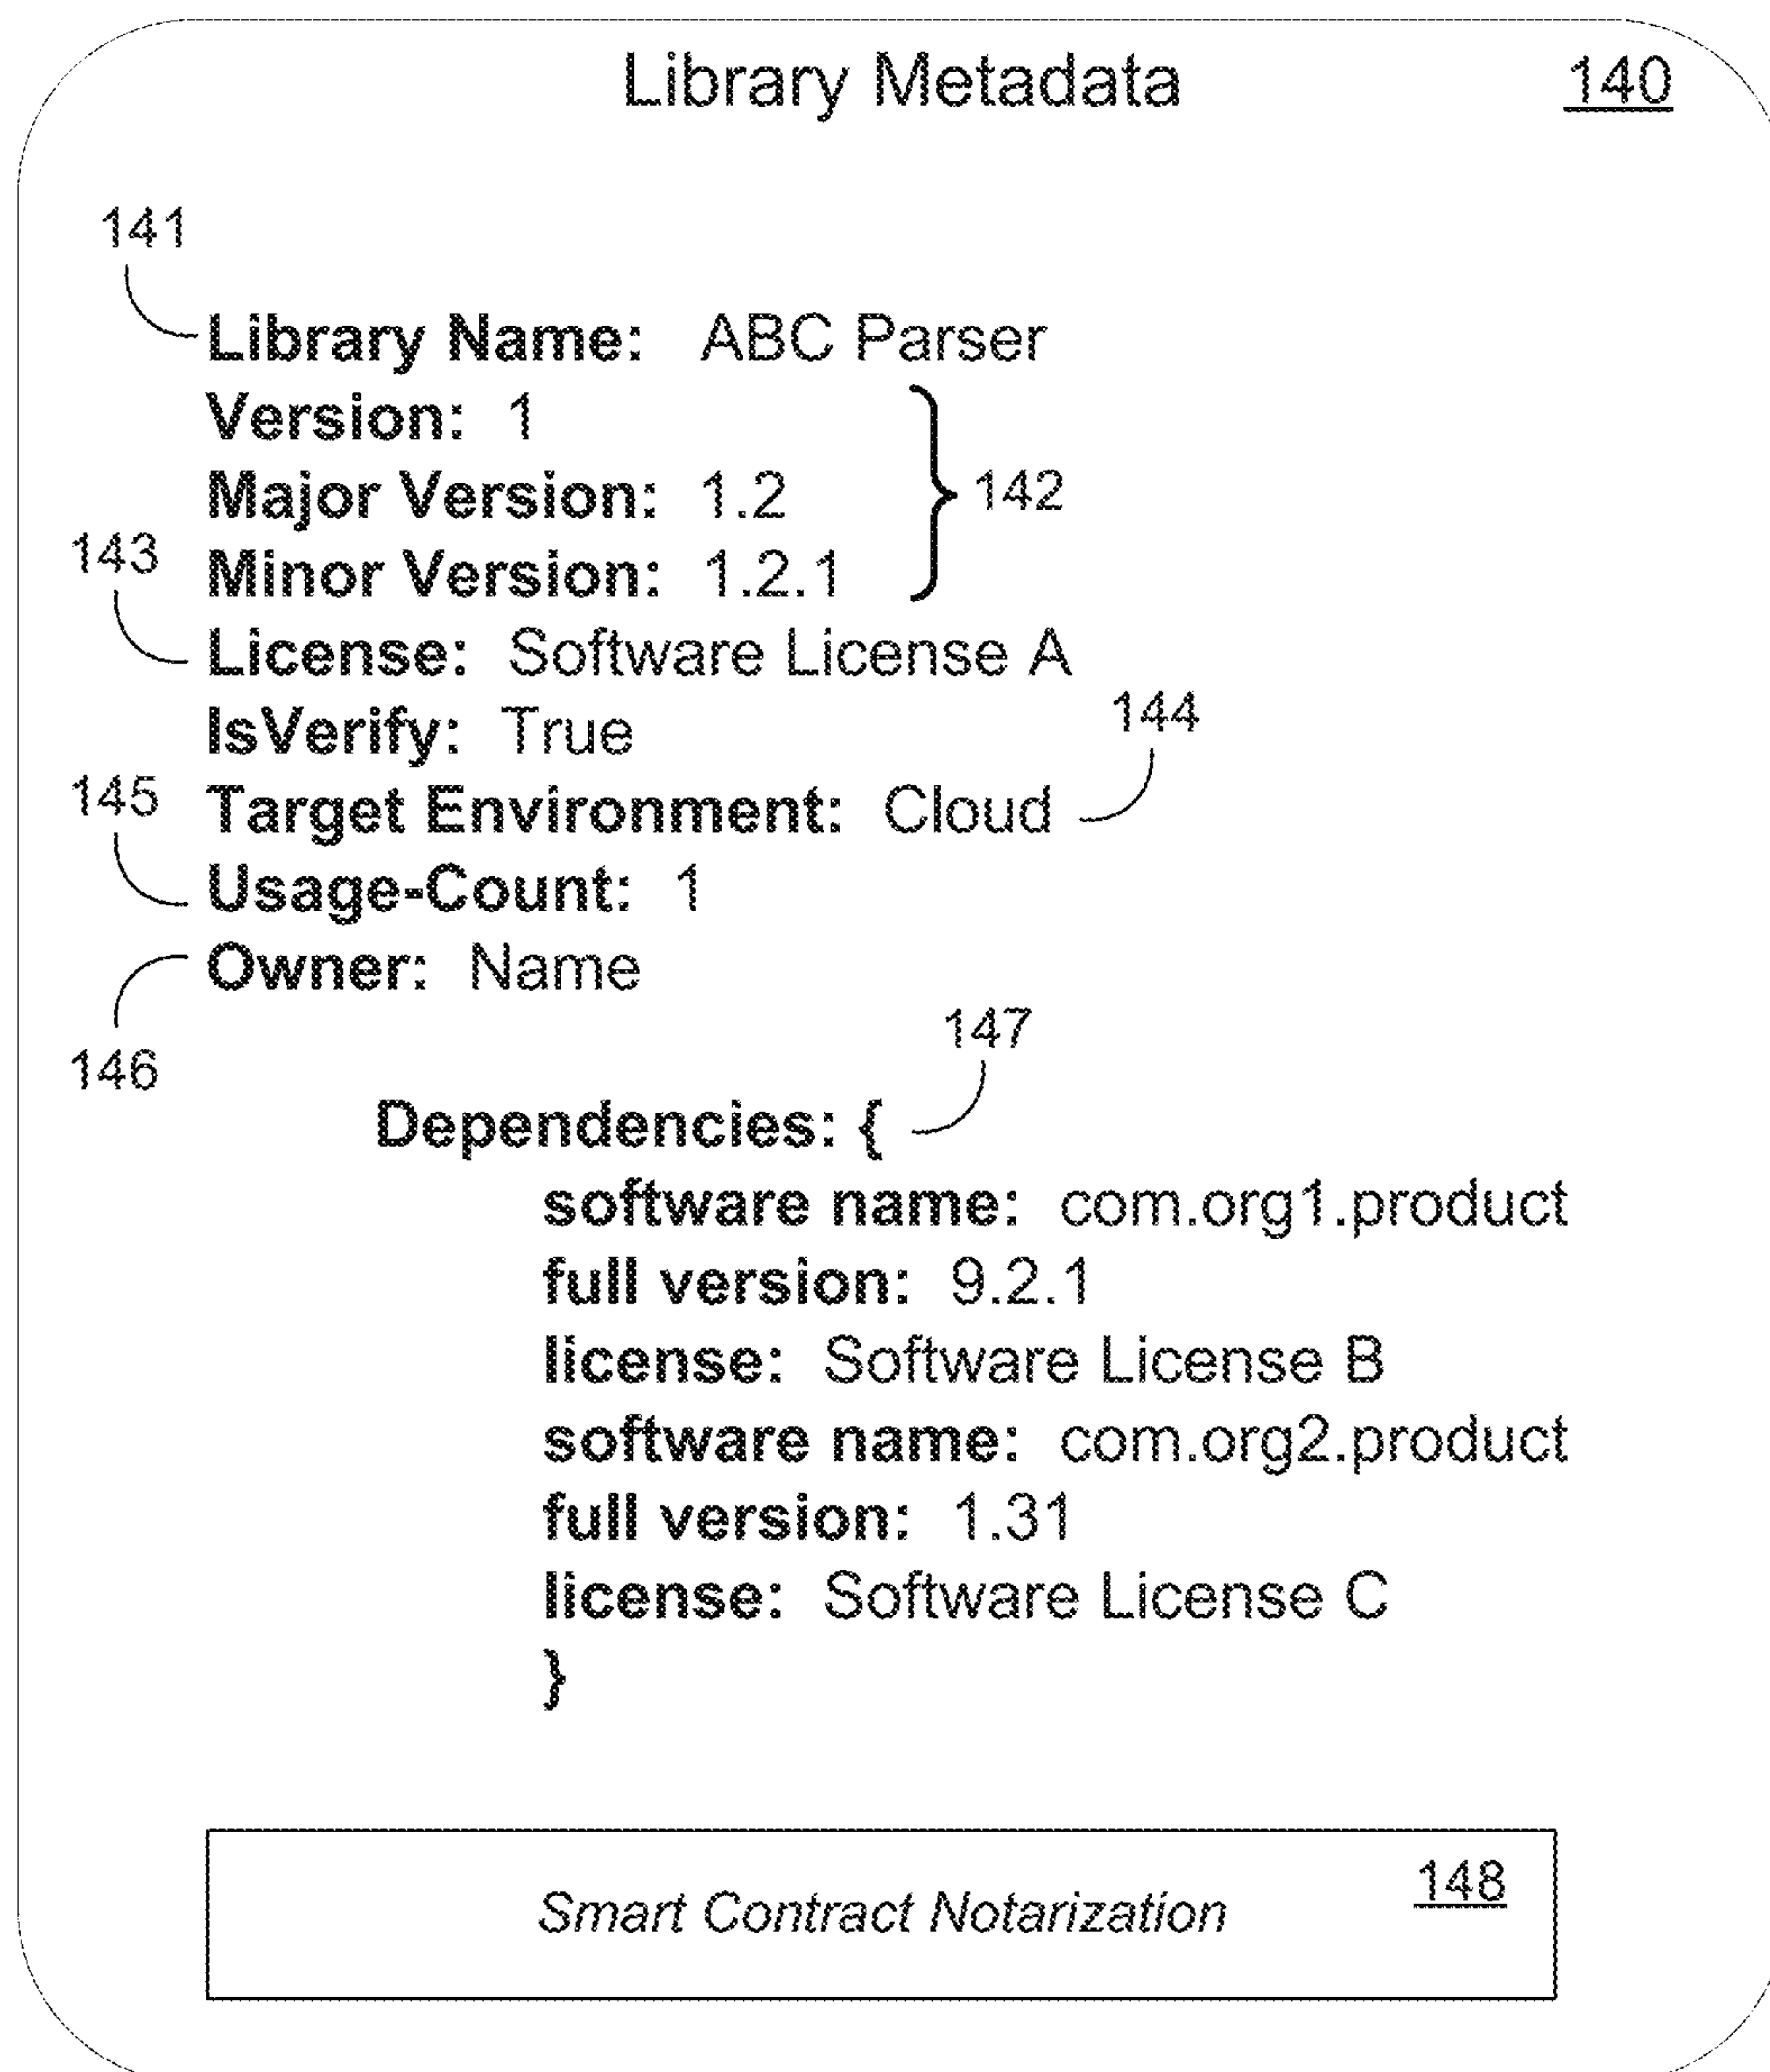 Library Metadata 140
141
Library Name: ABC Parser
Version: 1
Major Version: 1.2 142
143 Minor Version: 1.2.1
License: Software License A
IsVerify: True 144
145 Target Environment: Cloud
Usage-Count: 1
Owner: Name
146 147
Dependencies: {
software name: com.org1.product
full version: 9.2.1
license: Software License B
software name: com.org2.product
full version: 1.31
license: Software License C
}
Smart Contract Notarization 148